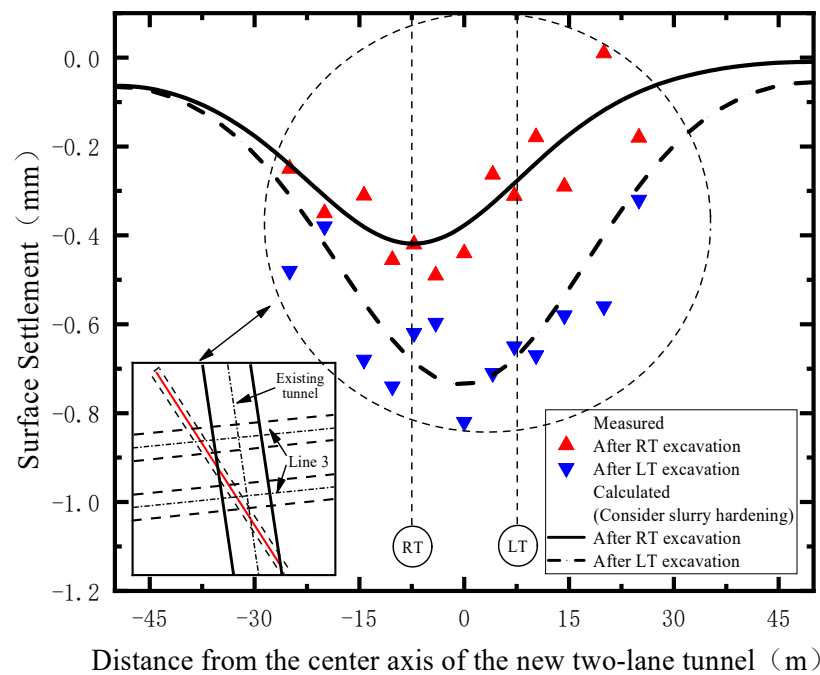 Surface Settlement（mm）
0.0
-0.2
-0.4
-0.6
-0.8
-1.0
-1.2
Existing
tunnel
Line 3
RT
LT
Measured
After RT excavation
After LT excavation
Calculated
(Consider slurry hardening)
After RT excavation
After LT excavation
-45
-30
-15
0
15
30
45
Distance from the center axis of the new two-lane tunnel（m）